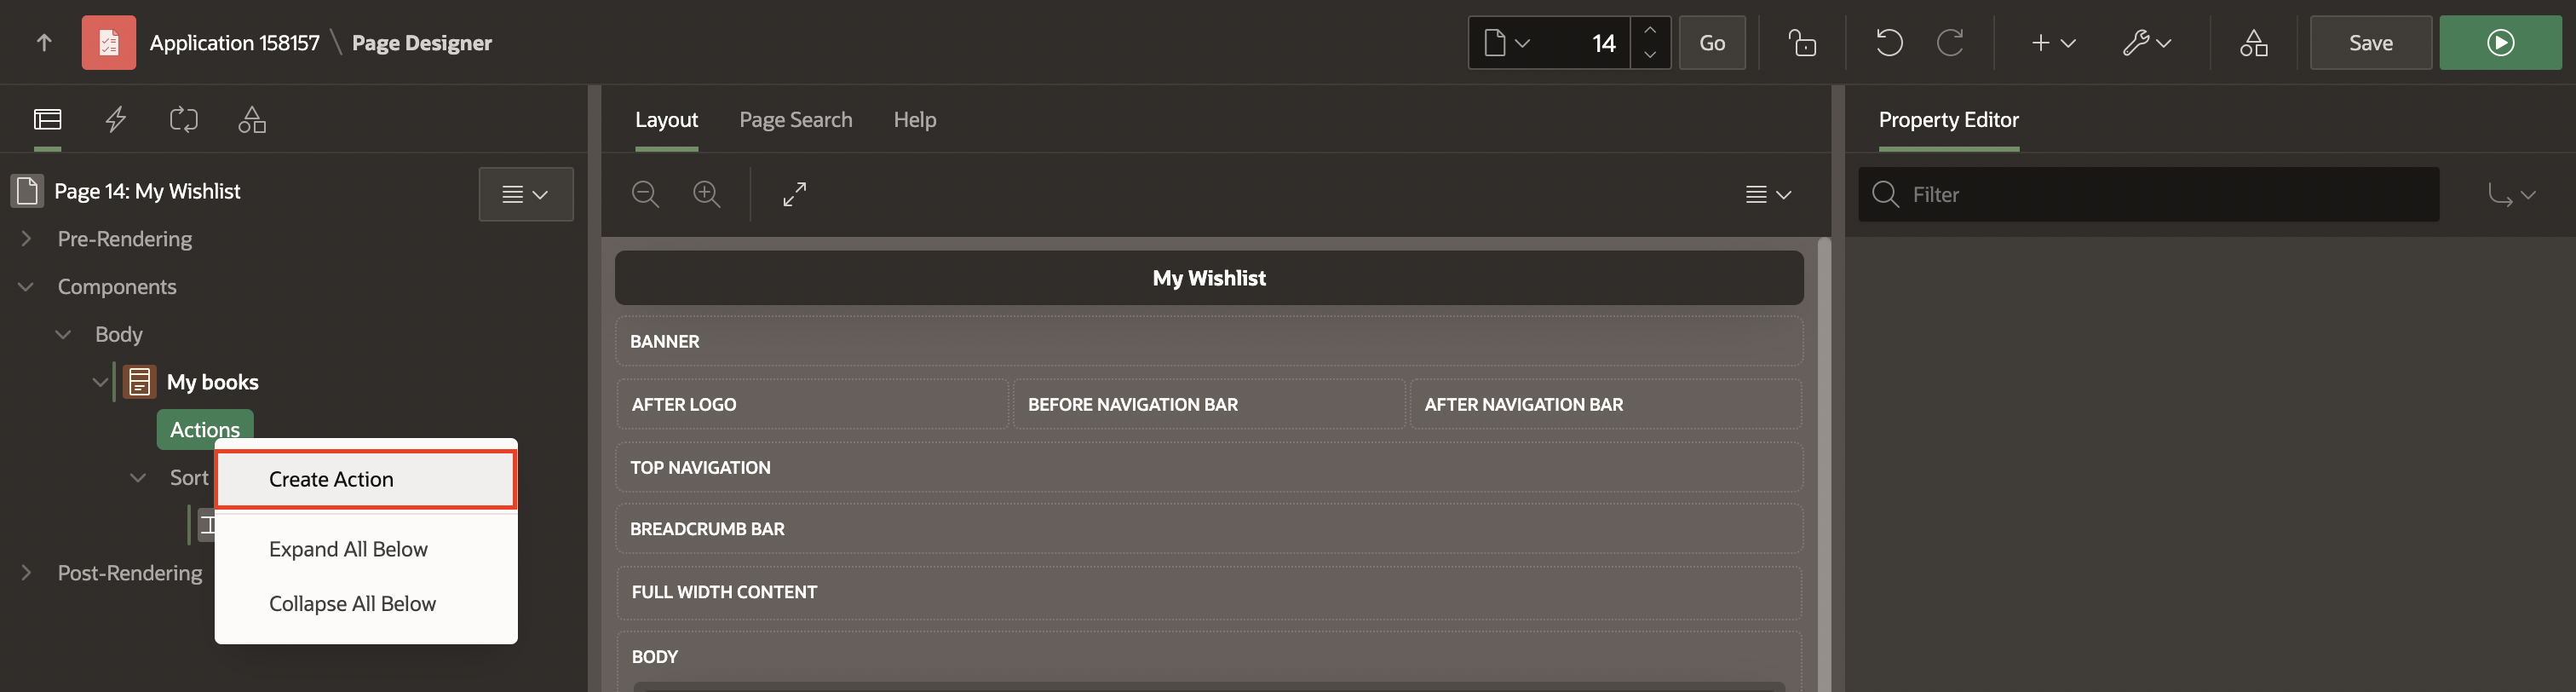 Application 158157 \ Page Designer
14
Go
Save
Layout
Page Search
Help
Property Editor
Page 14: My Wishlist
Filter
Pre-Rendering
Components
My Wishlist
Body
BANNER
My books
AFTER LOGO
BEFORE NAVIGATION BAR
AFTER NAVIGATION BAR
Actions
TOP NAVIGATION
Create Action
Sort
BREADCRUMB BAR
Expand All Below
Post-Rendering
FULL WIDTH CONTENT
Collapse All Below
BODY